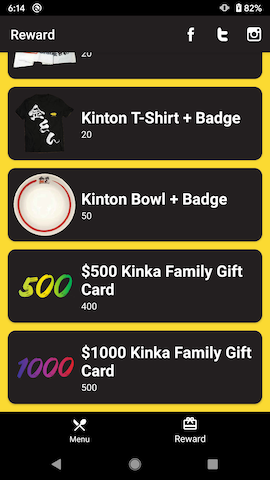 6:14
82%
Reward
20
Kinton T-Shirt + Badge
20
Kinton Bowl + Badge
50
500
$500 Kinka Family Gift
Card
400
1000
$1000 Kinka Family Gift
Card
500
Menu
Reward